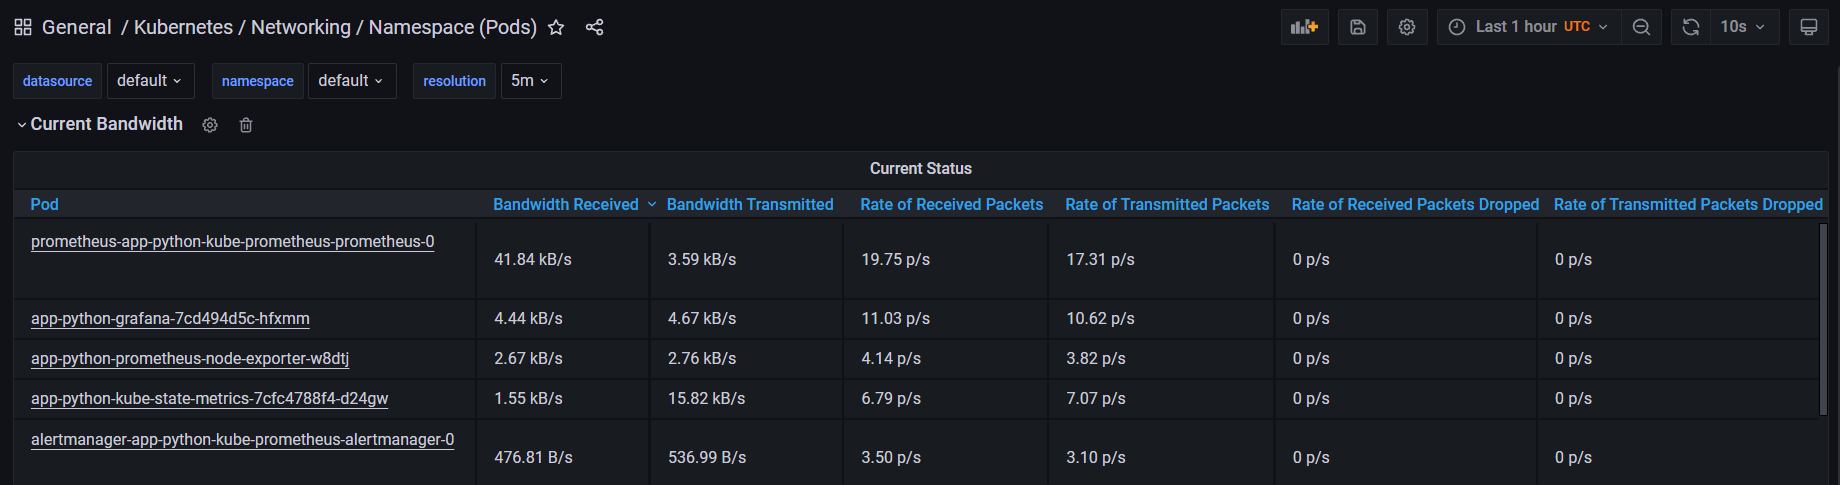 General / Kubernetes / Networking / Namespace (Pods) Last 1 hour UTC 10s
datasource default namespace default resolution 5m
Current Bandwidth
Current Status
Pod Bandwidth Received Bandwidth Transmitted Rate of Received Packets Rate of Transmitted Packets Rate of Received Packets Dropped Rate of Transmitted Packets Dropped
prometheus-app-python-kube-prometheus-prometheus-0 41.84 kB/s 3.59 kB/s 19.75 p/s 17.31 p/s 0 p/s 0 p/s
app-python-grafana-7cd494d5c-hfxmm 4.44 kB/s 4.67 kB/s 11.03 p/s 10.62 p/s 0 p/s 0 p/s
app-python-prometheus-node-exporter-w8dtj 2.67 kB/s 2.76 kB/s 4.14 p/s 3.82 p/s 0 p/s 0 p/s
app-python-kube-state-metrics-7cfc4788f4-d24gw 1.55 kB/s 15.82 kB/s 6.79 p/s 7.07 p/s 0 p/s 0 p/s
alertmanager-app-python-kube-prometheus-alertmanager-0 476.81 B/s 536.99 B/s 3.50 p/s 3.10 p/s 0 p/s 0 p/s